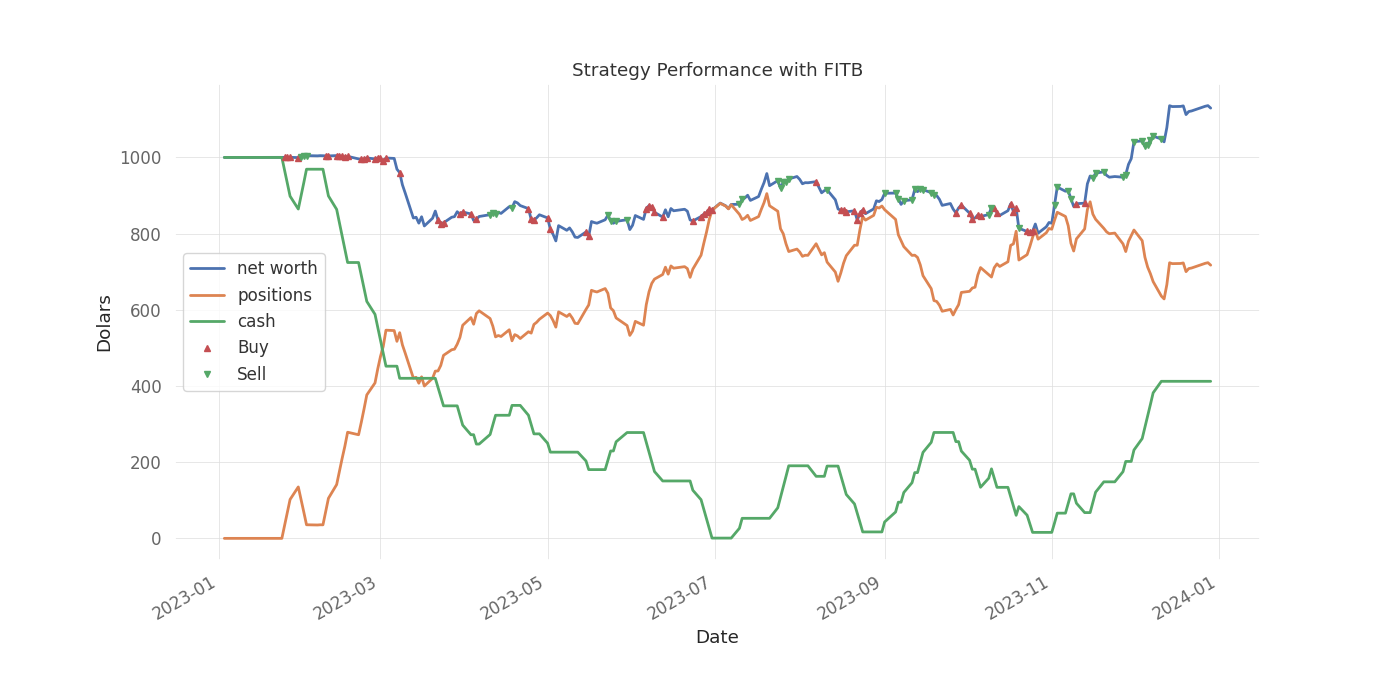 Strategy Performance with FITB
1000
800
600
400
200
0
Dolars
net worth
positions
cash
Buy
Sell
2023-01
2023-03
2023-05
2023-07
2023-09
2023-11
2024-01
Date